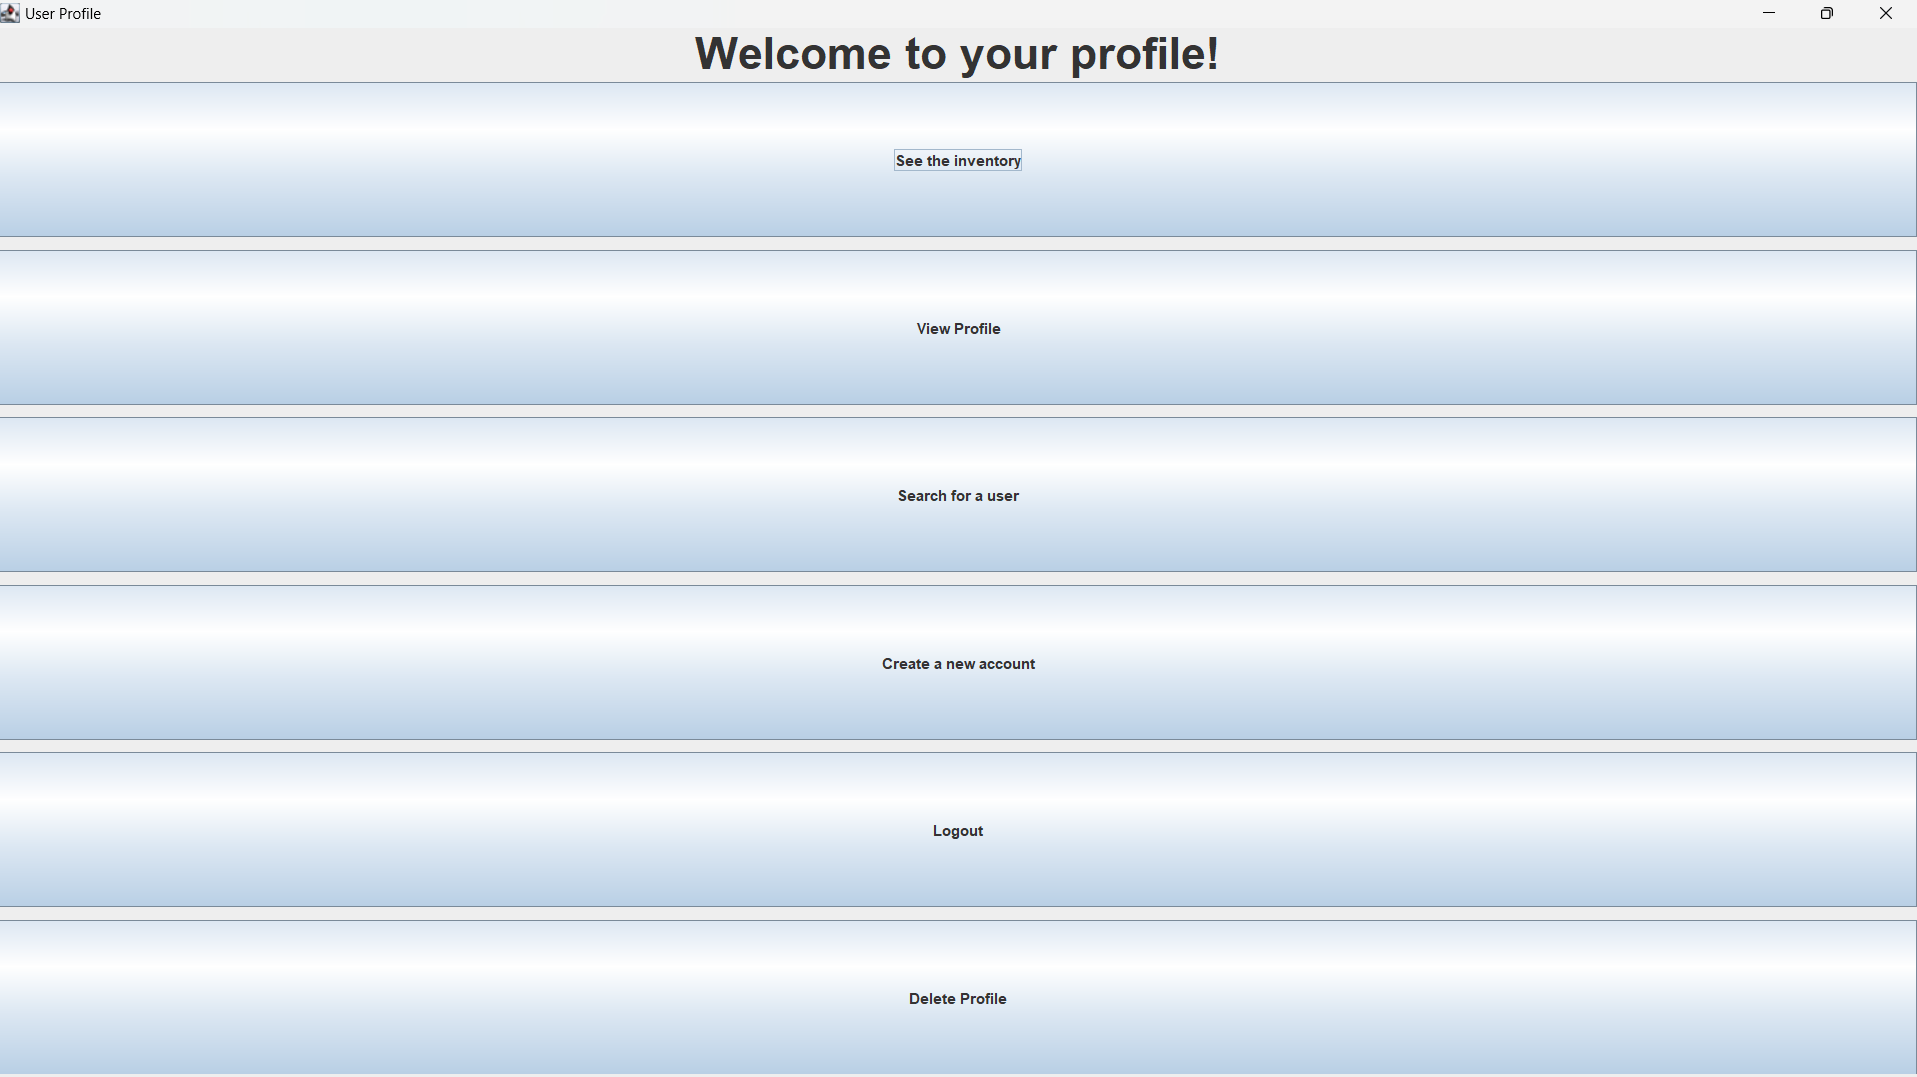 User Profile
Welcome to your profile!
See the inventory
View Profile
Search for a user
Create a new account
Logout
Delete Profile